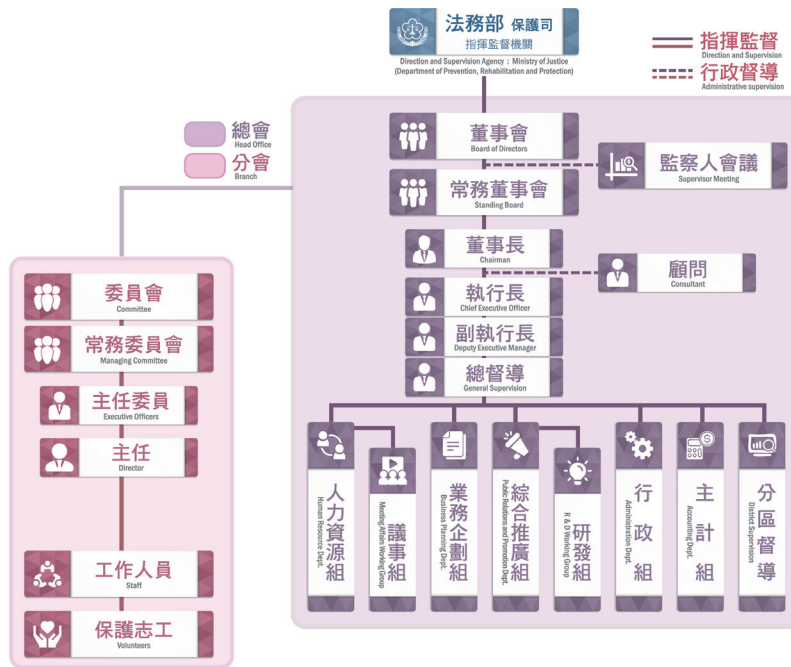 法務部 保護司
指揮監督機關
Direction and Supervision Agency：Ministry of Justice
(Department of Prevention, Rehabilitation and Protection)
指揮監督
Direction and Supervision
行政督導
Administrative supervision
總會
Head Office
分會
Branch
董事會
Board of Directors
監察人會議
Supervisor Meeting
常務董事會
Standing Board
董事長
Chairman
顧問
Consultant
執行長
Chief Executive Officer
副執行長
Deputy Executive Manager
總督導
General Supervision
委員會
Committee
常務委員會
Managing Committee
主任委員
Executive Officers
主任
Director
工作人員
Staff
保護志工
Volunteers
人力資源組
Human Resource Dept.
議事組
Meeting Affairs Working Group
業務企劃組
Business Planning Dept.
綜合推廣組
Public Relations and Promotion Dept.
研發組
R & D Working Group
行政組
Administration Dept.
主計組
Accounting Dept.
分區督導
District Supervision